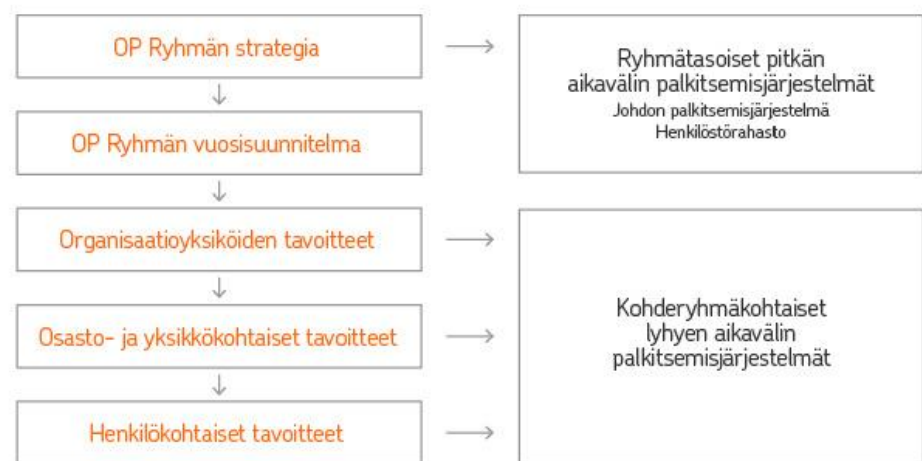 OP Ryhmän strategia
Ryhmätasoiset pitkän
aikavälin palkitsemisjärjestelmät
Johdon palkitsemisjärjestelmä
Henkilöstörahasto
OP Ryhmän vuosisuunnitelma
Organisaatioyksiköiden tavoitteet
Osasto- ja yksikkökohtaiset tavoitteet
Henkilökohtaiset tavoitteet
Kohderyhmäkohtaiset
lyhyen aikavälin
palkitsemisjärjestelmät